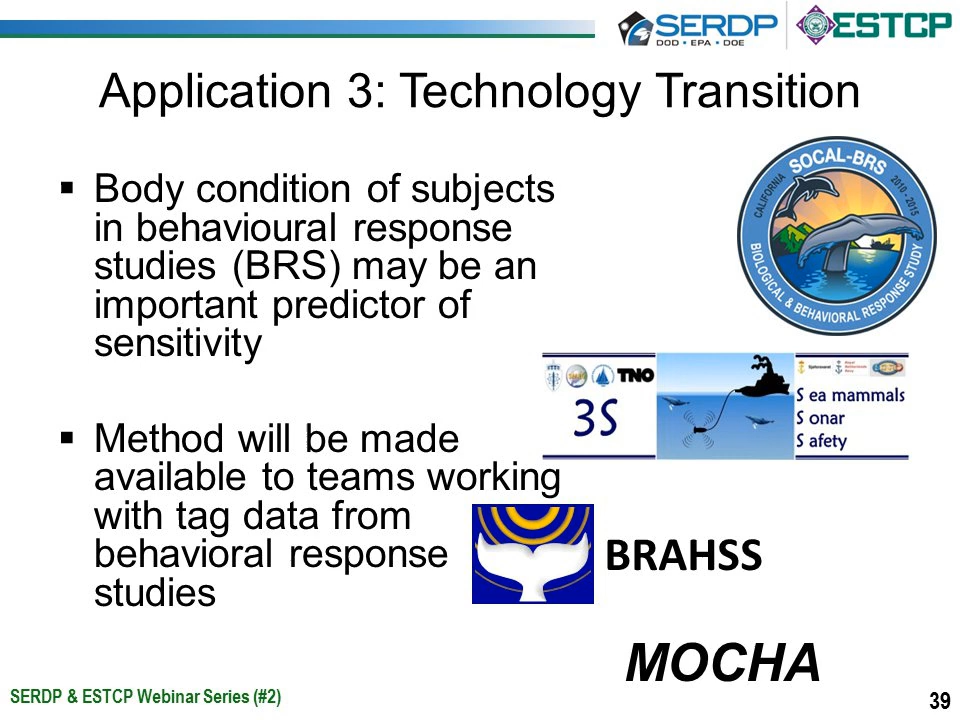 SERDP
DOD • EPA • DOE
ESTCP
Application 3: Technology Transition
▪ Body condition of subjects
in behavioural response
studies (BRS) may be an
important predictor of
sensitivity
SOCAL-BRS
CALIFORNIA
2010 - 2015
BIOLOGICAL & BEHAVIORAL RESPONSE STUDY
TNO
3S
S ea mammals
S onar
S afety
▪ Method will be made
available to teams working
with tag data from
behavioral response
studies
BRAHSS
MOCHA
SERDP & ESTCP Webinar Series (#2)
39